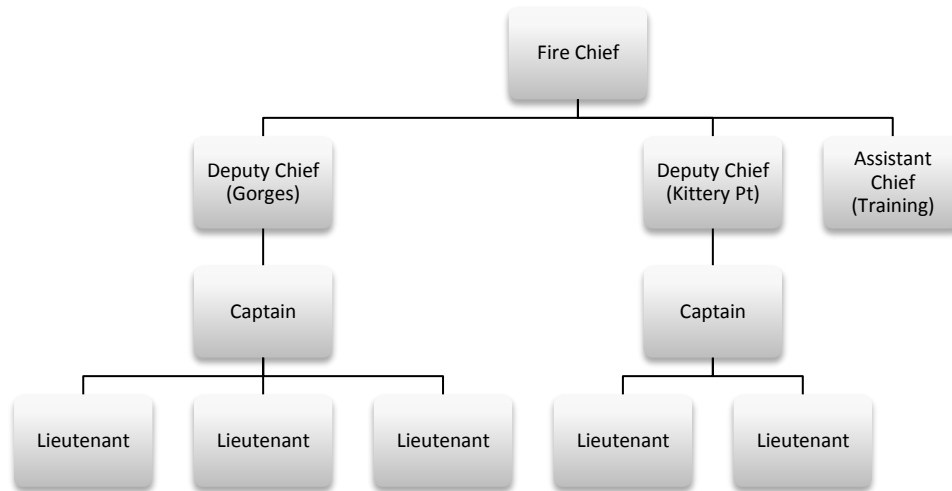 Fire Chief
Deputy Chief
(Gorges)
Deputy Chief
(Kittery Pt)
Assistant
Chief
(Training)
Captain
Captain
Lieutenant
Lieutenant
Lieutenant
Lieutenant
Lieutenant